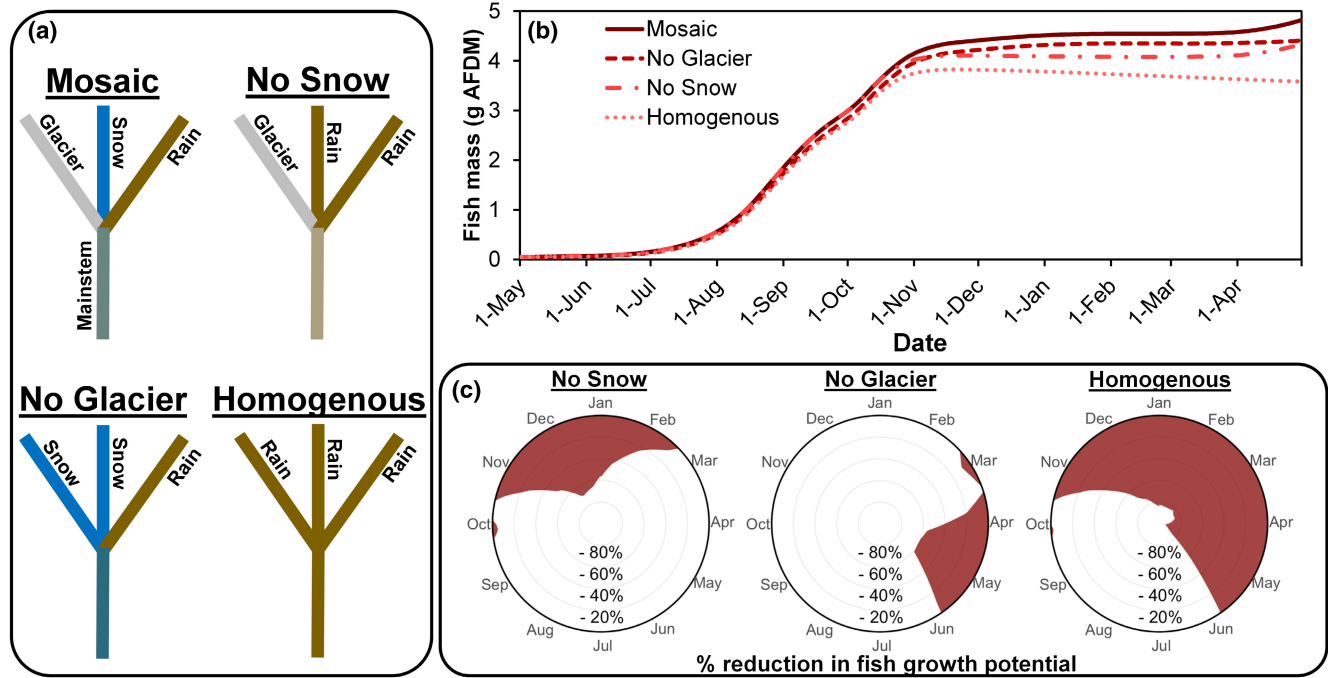 (a)
Mosaic
Glacier
Snow
Rain
Mainstem
No Snow
Glacier
Rain
Rain
No Glacier
Snow
Snow
Rain
Homogenous
Rain
Rain
Rain
(b)
Mosaic
No Glacier
No Snow
Homogenous
Fish mass (g AFDM)
5
4
3
2
1
0
1-May
1-Jun
1-Jul
1-Aug
1-Sep
1-Oct
1-Nov
1-Dec
1-Jan
1-Feb
1-Mar
1-Apr
Date
(c)
No Snow
Jan
Feb
Mar
Apr
May
Jun
Jul
Aug
Sep
Oct
Nov
Dec
- 80%
- 60%
- 40%
- 20%
No Glacier
Jan
Feb
Mar
Apr
May
Jun
Jul
Aug
Sep
Oct
Nov
Dec
- 80%
- 60%
- 40%
- 20%
Homogenous
Jan
Feb
Mar
Apr
May
Jun
Jul
Aug
Sep
Oct
Nov
Dec
- 80%
- 60%
- 40%
- 20%
% reduction in fish growth potential